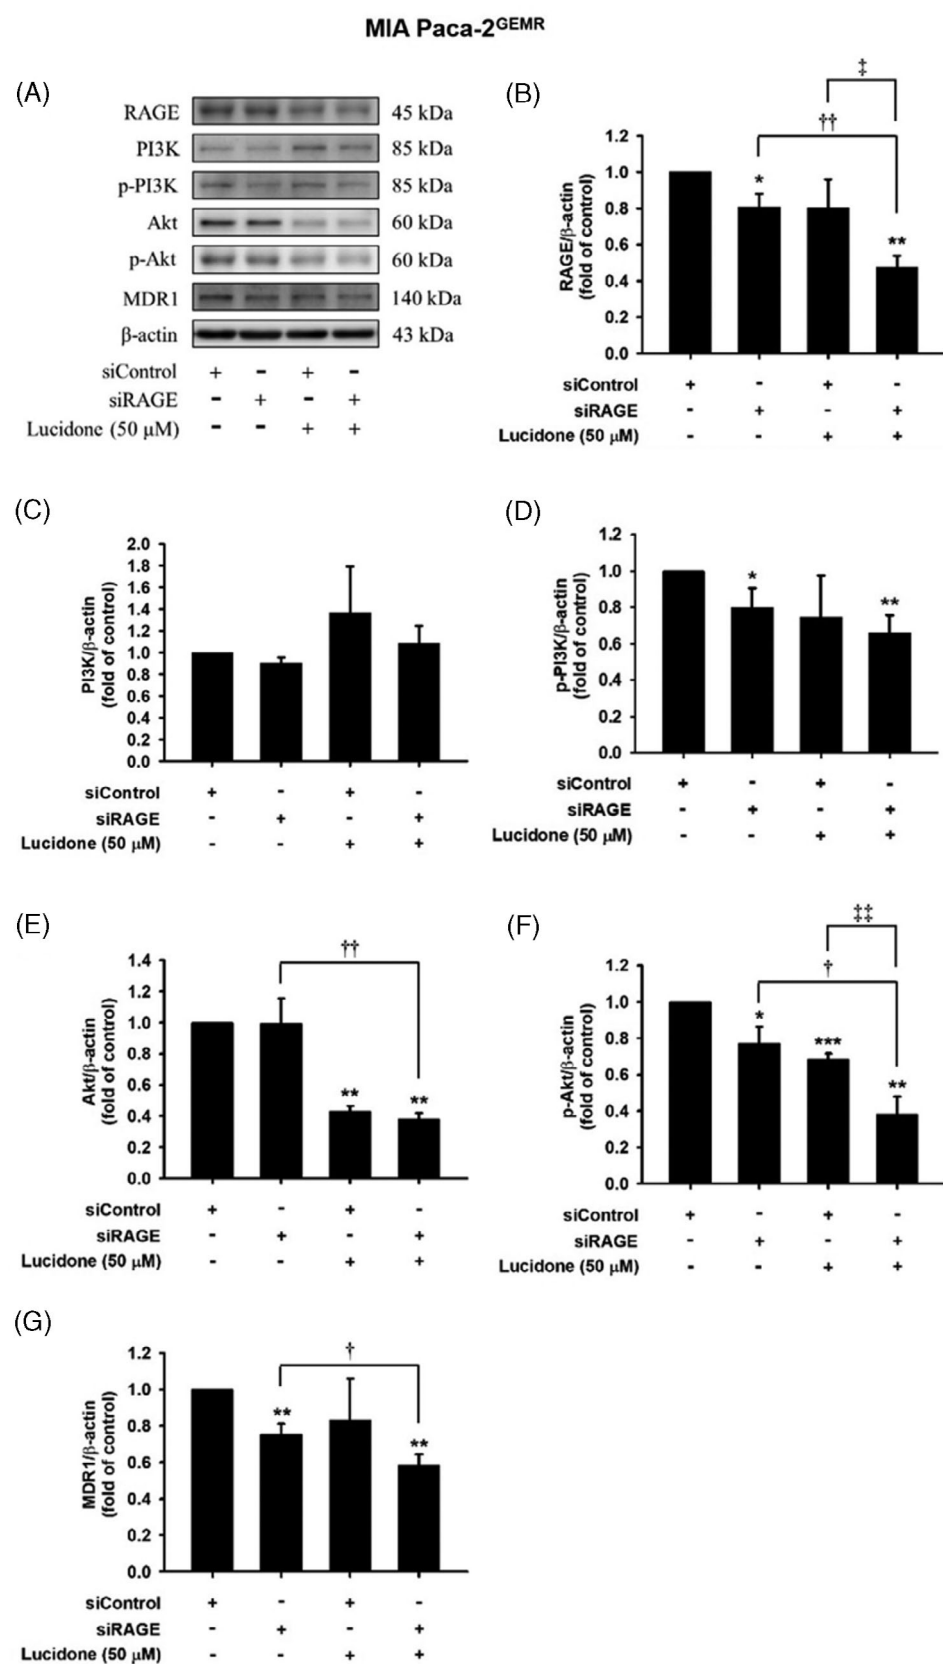 MIA Paca-2GEMR
(A)
RAGE 45 kDa
PI3K 85 kDa
p-PI3K 85 kDa
Akt 60 kDa
p-Akt 60 kDa
MDR1 140 kDa
β-actin 43 kDa
siControl + - + -
siRAGE - + - +
Lucidone (50 μM) - - + +
(B)
‡
††
RAGE/β-actin
(fold of control)
1.2
1.0
0.8
0.6
0.4
0.2
0.0
*
**
siControl + - + -
siRAGE - + - +
Lucidone (50 μM) - - + +
(C)
PI3K/β-actin
(fold of control)
2.0
1.8
1.6
1.4
1.2
1.0
0.8
0.6
0.4
0.2
0.0
siControl + - + -
siRAGE - + - +
Lucidone (50 μM) - - + +
(D)
p-PI3K/β-actin
(fold of control)
1.2
1.0
0.8
0.6
0.4
0.2
0.0
*
**
siControl + - + -
siRAGE - + - +
Lucidone (50 μM) - - + +
(E)
††
Akt/β-actin
(fold of control)
1.4
1.2
1.0
0.8
0.6
0.4
0.2
0.0
** **
siControl + - + -
siRAGE - + - +
Lucidone (50 μM) - - + +
(F)
‡‡
†
p-Akt/β-actin
(fold of control)
1.2
1.0
0.8
0.6
0.4
0.2
0.0
*
***
**
siControl + - + -
siRAGE - + - +
Lucidone (50 μM) - - + +
(G)
†
MDR1/β-actin
(fold of control)
1.2
1.0
0.8
0.6
0.4
0.2
0.0
**
**
siControl + - + -
siRAGE - + - +
Lucidone (50 μM) - - + +